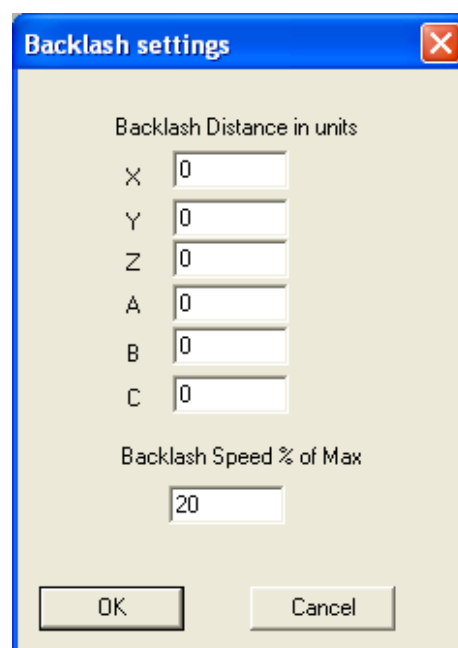 Backlash settings
Backlash Distance in units
X 0
Y 0
Z 0
A 0
B 0
C 0
Backlash Speed % of Max
20
OK Cancel